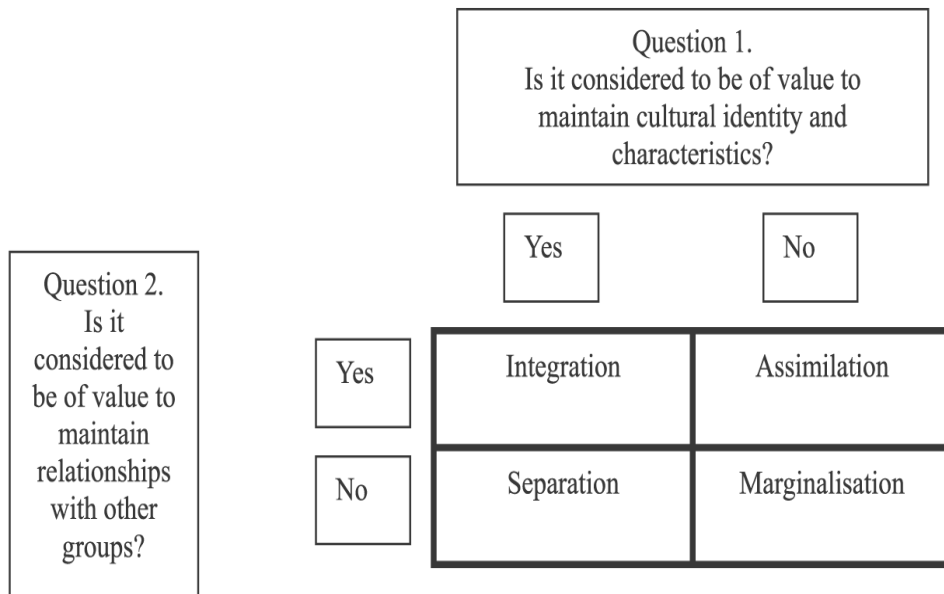 Question 1.
Is it considered to be of value to
maintain cultural identity and
characteristics?
Yes
No
Question 2.
Is it
considered to
be of value to
maintain
relationships
with other
groups?
Yes
Integration
Assimilation
No
Separation
Marginalisation